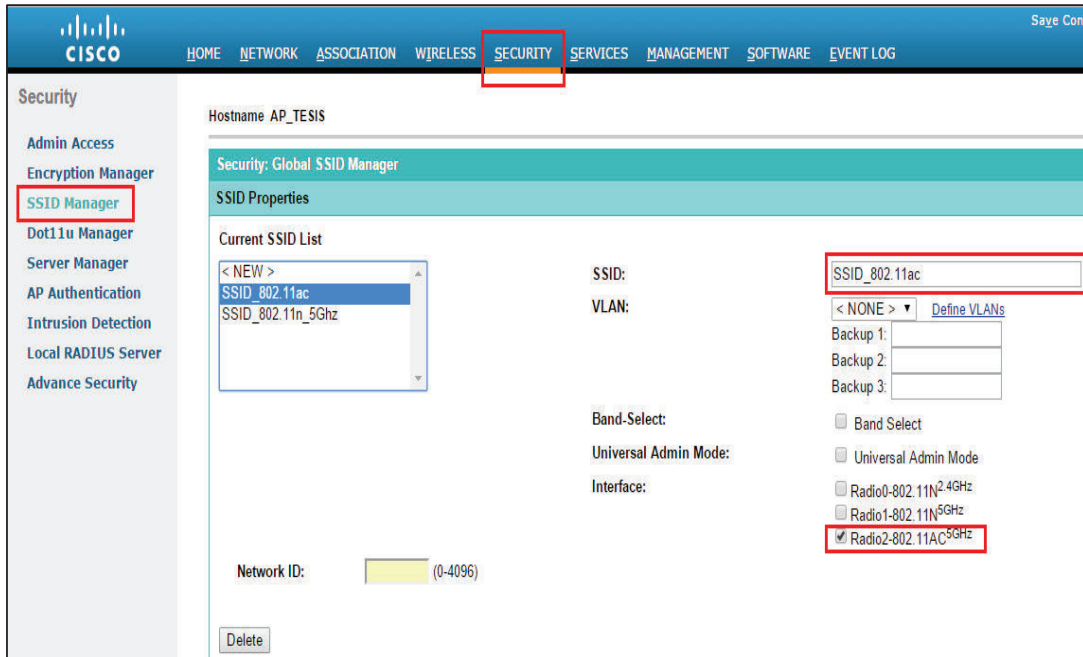 Save Con
CISCO
HOME NETWORK ASSOCIATION WIRELESS SECURITY SERVICES MANAGEMENT SOFTWARE EVENT LOG
Security
Admin Access
Encryption Manager
SSID Manager
Dot11u Manager
Server Manager
AP Authentication
Intrusion Detection
Local RADIUS Server
Advance Security
Hostname AP_TESIS
Security: Global SSID Manager
SSID Properties
Current SSID List
< NEW >
SSID_802.11ac
SSID_802.11n_5Ghz
SSID: SSID_802.11ac
VLAN: < NONE > Define VLANs
Backup 1:
Backup 2:
Backup 3:
Band-Select: Band Select
Universal Admin Mode: Universal Admin Mode
Interface: Radio0-802.11N2.4GHz
Radio1-802.11N5GHz
Radio2-802.11AC5GHz
Network ID: (0-4096)
Delete